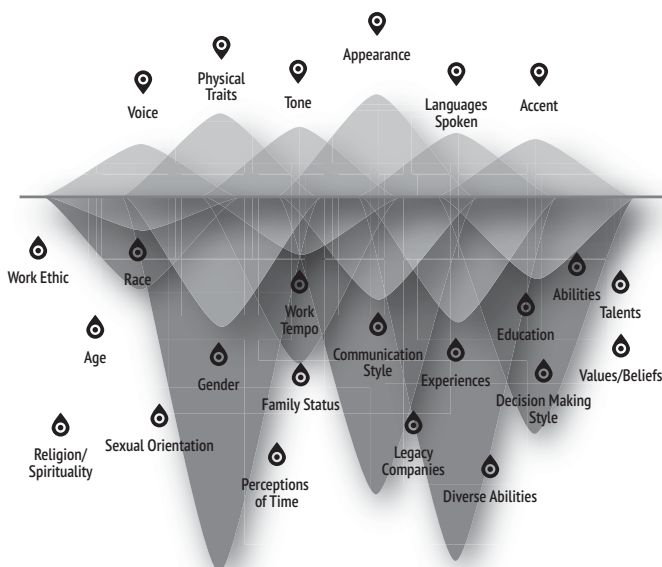 Appearance
Physical
Traits
Tone
Languages
Spoken
Accent
Voice
Work Ethic
Race
Abilities
Work
Tempo
Talents
Education
Age
Communication
Style
Gender
Experiences
Values/Beliefs
Family Status
Decision Making
Style
Religion/
Spirituality
Sexual Orientation
Legacy
Companies
Perceptions
of Time
Diverse Abilities